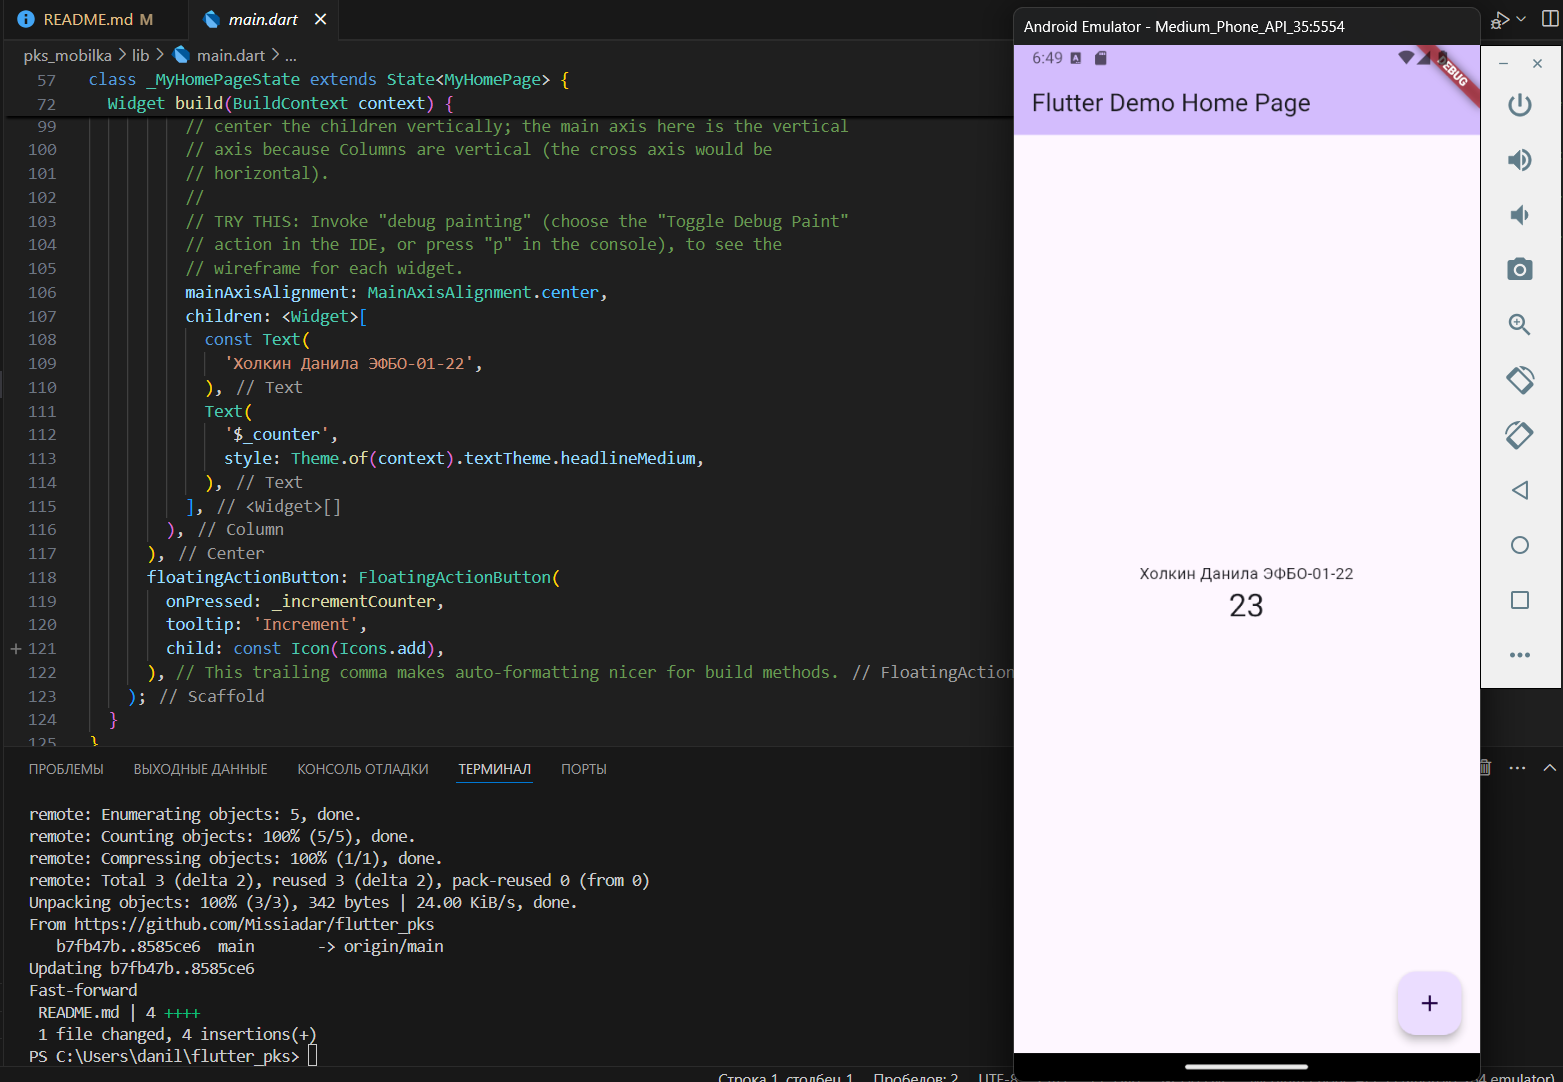 README.md M
main.dart
pks_mobilka > lib > main.dart > ...
57 class _MyHomePageState extends State<MyHomePage> {
72 Widget build(BuildContext context) {
99 // center the children vertically; the main axis here is the vertical
100 // axis because Columns are vertical (the cross axis would be
101 // horizontal).
102 //
103 // TRY THIS: Invoke "debug painting" (choose the "Toggle Debug Paint"
104 // action in the IDE, or press "p" in the console), to see the
105 // wireframe for each widget.
106 mainAxisAlignment: MainAxisAlignment.center,
107 children: <Widget>[
108 const Text(
109 'Холкин Данила ЭФБО-01-22',
110 ), // Text
111 Text(
112 '$_counter',
113 style: Theme.of(context).textTheme.headlineMedium,
114 ), // Text
115 ], // <Widget>[]
116 ), // Column
117 ), // Center
118 floatingActionButton: FloatingActionButton(
119 onPressed: _incrementCounter,
120 tooltip: 'Increment',
121 child: const Icon(Icons.add),
122 ), // This trailing comma makes auto-formatting nicer for build methods. // FloatingAction
123 ); // Scaffold
124 }
125 }
ПРОБЛЕМЫ ВЫХОДНЫЕ ДАННЫЕ КОНСОЛЬ ОТЛАДКИ ТЕРМИНАЛ ПОРТЫ
remote: Enumerating objects: 5, done.
remote: Counting objects: 100% (5/5), done.
remote: Compressing objects: 100% (1/1), done.
remote: Total 3 (delta 2), reused 3 (delta 2), pack-reused 0 (from 0)
Unpacking objects: 100% (3/3), 342 bytes | 24.00 KiB/s, done.
From https://github.com/Missiadar/flutter_pks
b7fb47b..8585ce6 main -> origin/main
Updating b7fb47b..8585ce6
Fast-forward
README.md | 4 ++++
1 file changed, 4 insertions(+)
PS C:\Users\danil\flutter_pks>
Строка 1, столбец 1 Пробелов: 2 UTF-8 emulator)
Android Emulator - Medium_Phone_API_35:5554
6:49
DEBUG
Flutter Demo Home Page
Холкин Данила ЭФБО-01-22
23